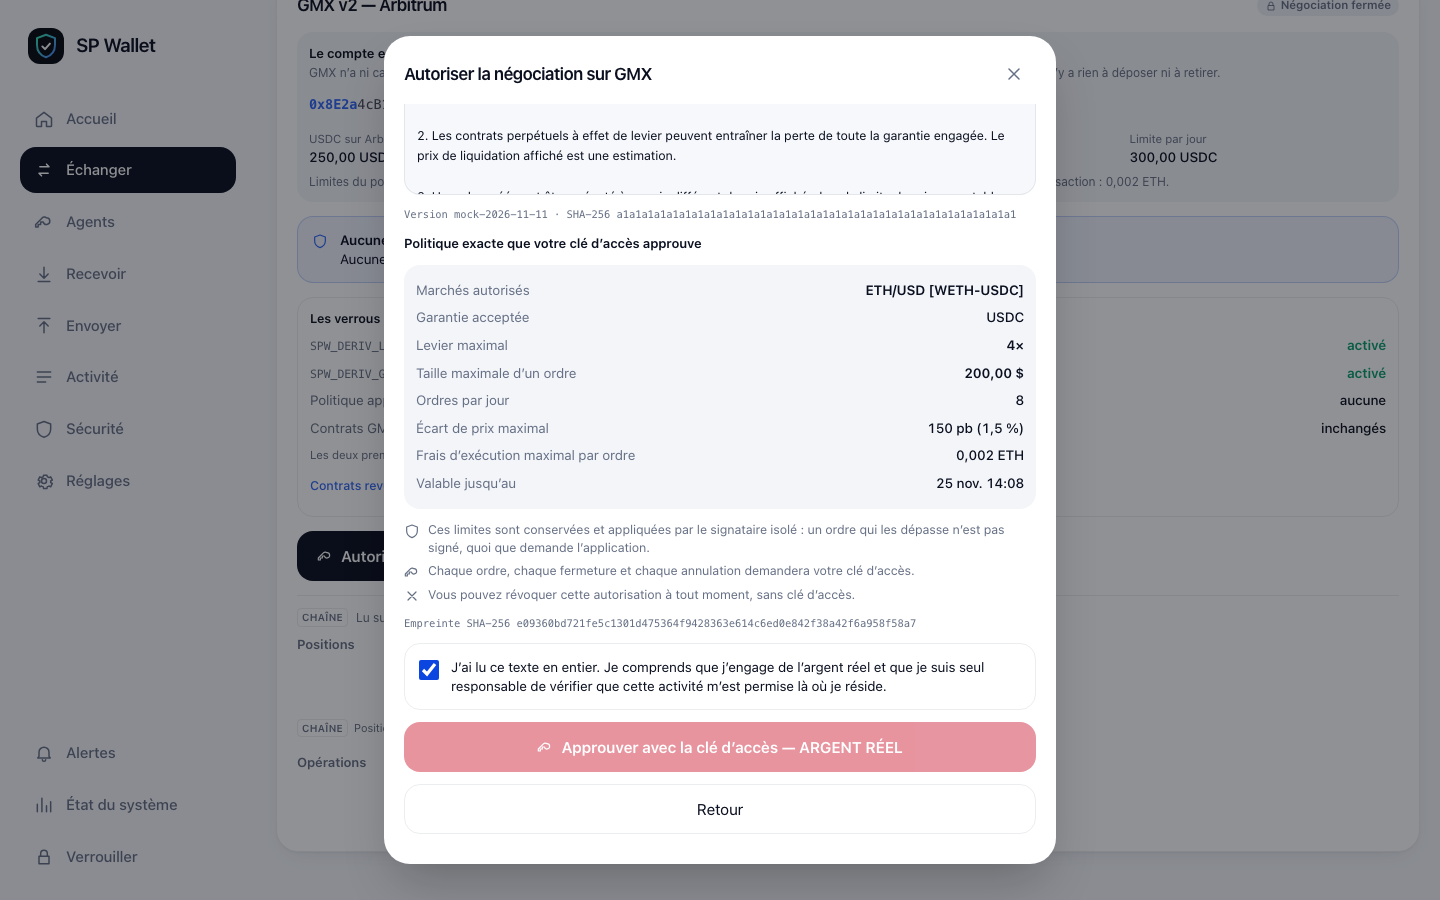 GMX v2 — Arbitrum
Négociation fermée
SP Wallet
Accueil
Échanger
Agents
Recevoir
Envoyer
Activité
Sécurité
Réglages
Alertes
État du système
Verrouiller
Le compte e
GMX n’a ni ca
’y a rien à déposer ni à retirer.
0x8E2a4cB
USDC sur Arb
250,00 USD
Limite par jour
300,00 USDC
Limites du po
saction : 0,002 ETH.
Aucune
Aucune
Les verrous
SPW_DERIV_L
activé
SPW_DERIV_G
activé
Politique ap
aucune
Contrats GM
inchangés
Les deux prem
Contrats rev
Autori
CHAÎNE Lu su
Positions
CHAÎNE Positi
Opérations
Autoriser la négociation sur GMX
2. Les contrats perpétuels à effet de levier peuvent entraîner la perte de toute la garantie engagée. Le
prix de liquidation affiché est une estimation.
Version mock-2026-11-11 · SHA-256 a1a1a1a1a1a1a1a1a1a1a1a1a1a1a1a1a1a1a1a1a1a1a1a1a1a1a1a1a1a1a1a1
Politique exacte que votre clé d’accès approuve
Marchés autorisés ETH/USD [WETH-USDC]
Garantie acceptée USDC
Levier maximal 4×
Taille maximale d’un ordre 200,00 $
Ordres par jour 8
Écart de prix maximal 150 pb (1,5 %)
Frais d’exécution maximal par ordre 0,002 ETH
Valable jusqu’au 25 nov. 14:08
Ces limites sont conservées et appliquées par le signataire isolé : un ordre qui les dépasse n’est pas
signé, quoi que demande l’application.
Chaque ordre, chaque fermeture et chaque annulation demandera votre clé d’accès.
Vous pouvez révoquer cette autorisation à tout moment, sans clé d’accès.
Empreinte SHA-256 e09360bd721fe5c1301d475364f9428363e614c6ed0e842f38a42f6a958f58a7
J’ai lu ce texte en entier. Je comprends que j’engage de l’argent réel et que je suis seul
responsable de vérifier que cette activité m’est permise là où je réside.
Approuver avec la clé d’accès — ARGENT RÉEL
Retour